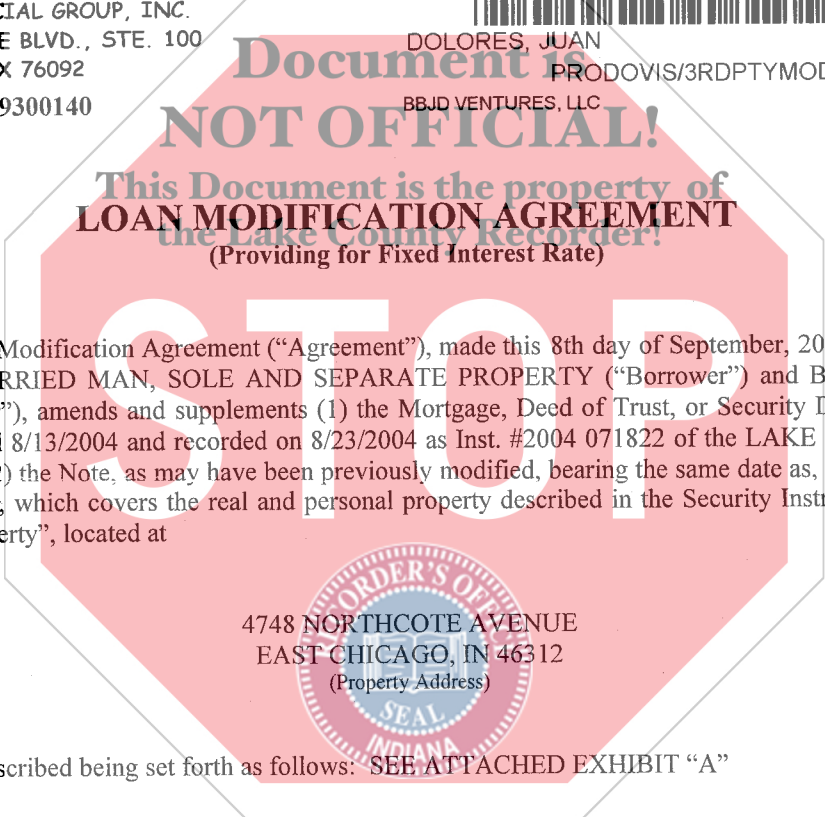 CIAL GROUP, INC.
E BLVD., STE. 100
X 76092
9300140
DOLORES, JUAN
PRODOVIS/3RDPTYMOD
BBJD VENTURES, LLC
Document is
NOT OFFICIAL!
This Document is the property of
the Lake County Recorder!
LOAN MODIFICATION AGREEMENT
(Providing for Fixed Interest Rate)
STOP
Modification Agreement (“Agreement”), made this 8th day of September, 20
RRIED MAN, SOLE AND SEPARATE PROPERTY (“Borrower”) and B
”), amends and supplements (1) the Mortgage, Deed of Trust, or Security D
8/13/2004 and recorded on 8/23/2004 as Inst. #2004 071822 of the LAKE
) the Note, as may have been previously modified, bearing the same date as,
, which covers the real and personal property described in the Security Instr
erty”, located at
4748 NORTHCOTE AVENUE
EAST CHICAGO, IN 46312
(Property Address)
RECORDER'S OFFICE
SEAL
INDIANA
scribed being set forth as follows: SEE ATTACHED EXHIBIT “A”